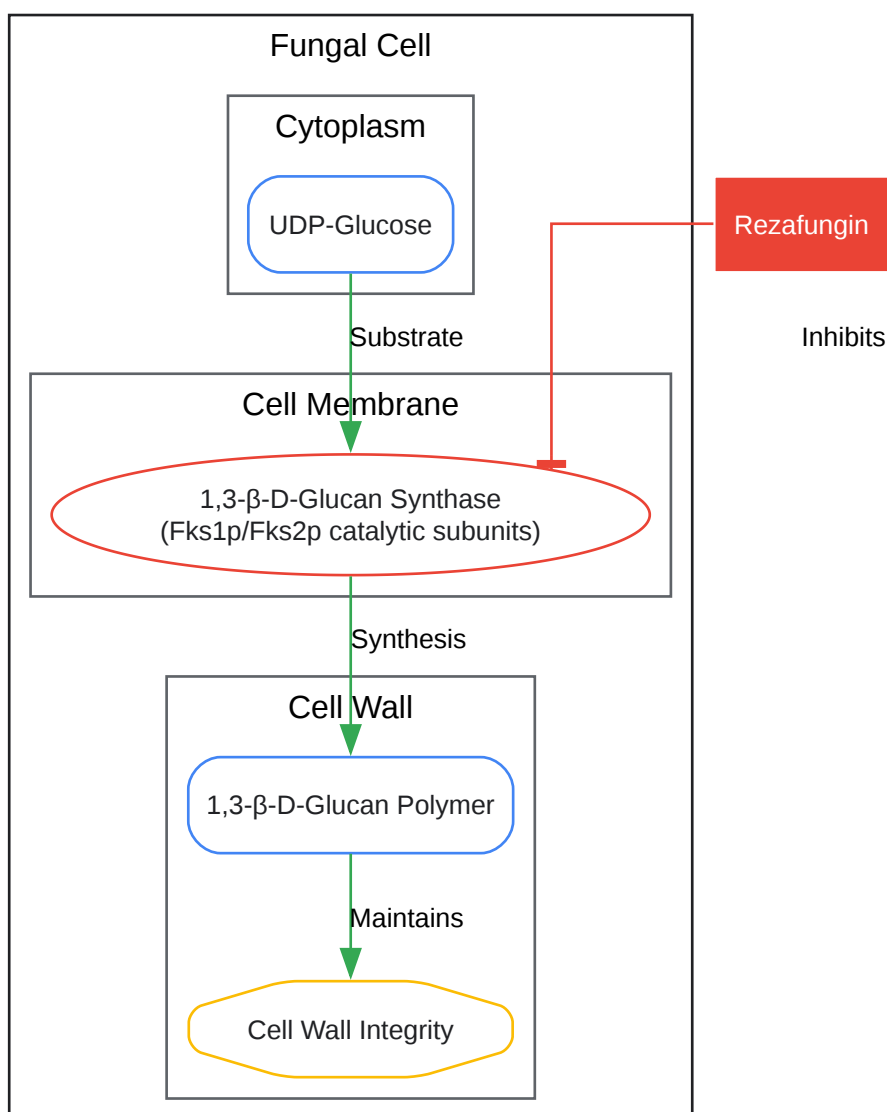 Fungal Cell
Cytoplasm
UDP-Glucose
Rezafungin
Substrate
Inhibits
Cell Membrane
1,3-β-D-Glucan Synthase
(Fks1p/Fks2p catalytic subunits)
Synthesis
Cell Wall
1,3-β-D-Glucan Polymer
Maintains
Cell Wall Integrity